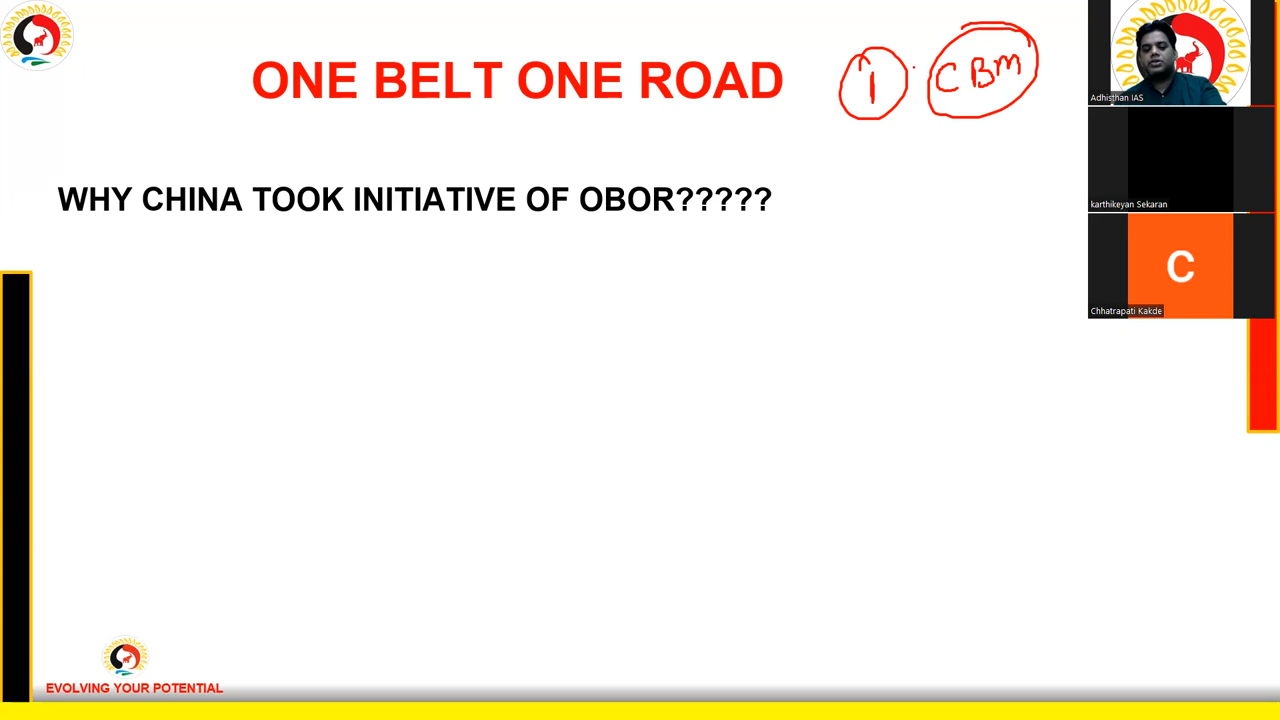 ONE BELT ONE ROAD
1 CBM
WHY CHINA TOOK INITIATIVE OF OBOR?????
Adhisthan IAS
karthikeyan Sekaran
C
Chhatrapati Kakde
EVOLVING YOUR POTENTIAL